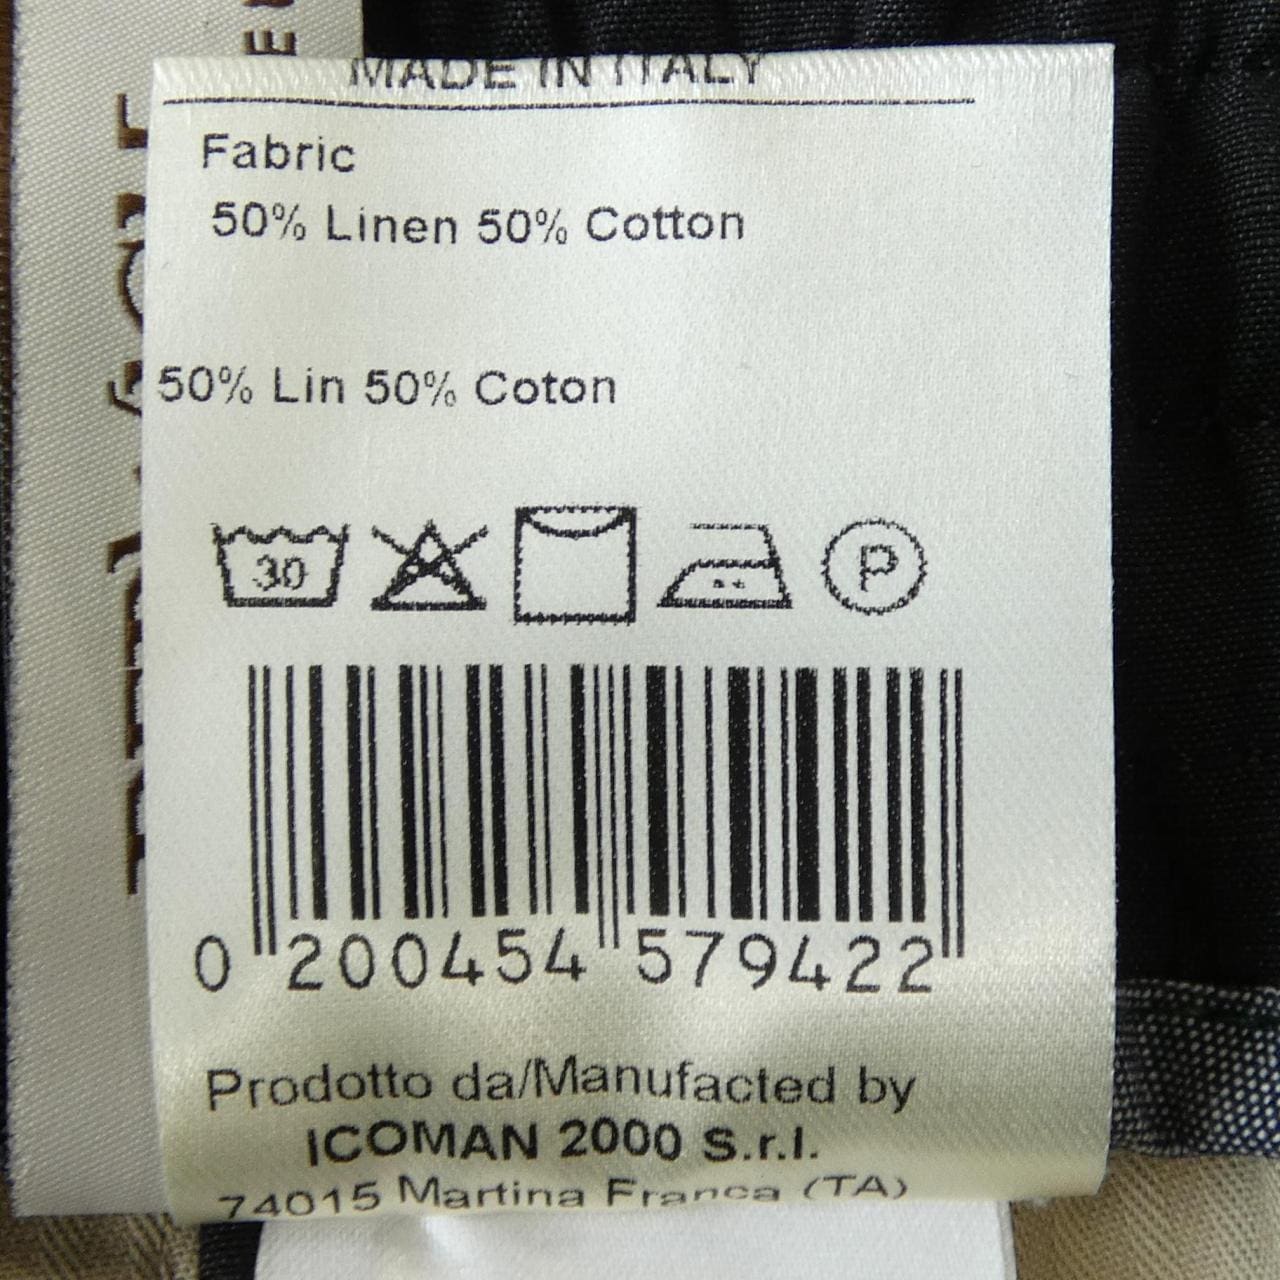 MADE IN ITALY
Fabric
50% Linen 50% Cotton
50% Lin 50% Coton
30
P
0 200454 579422
Prodotto da/Manufacted by
ICOMAN 2000 S.r.l.
74015 Martina Franca (TA)